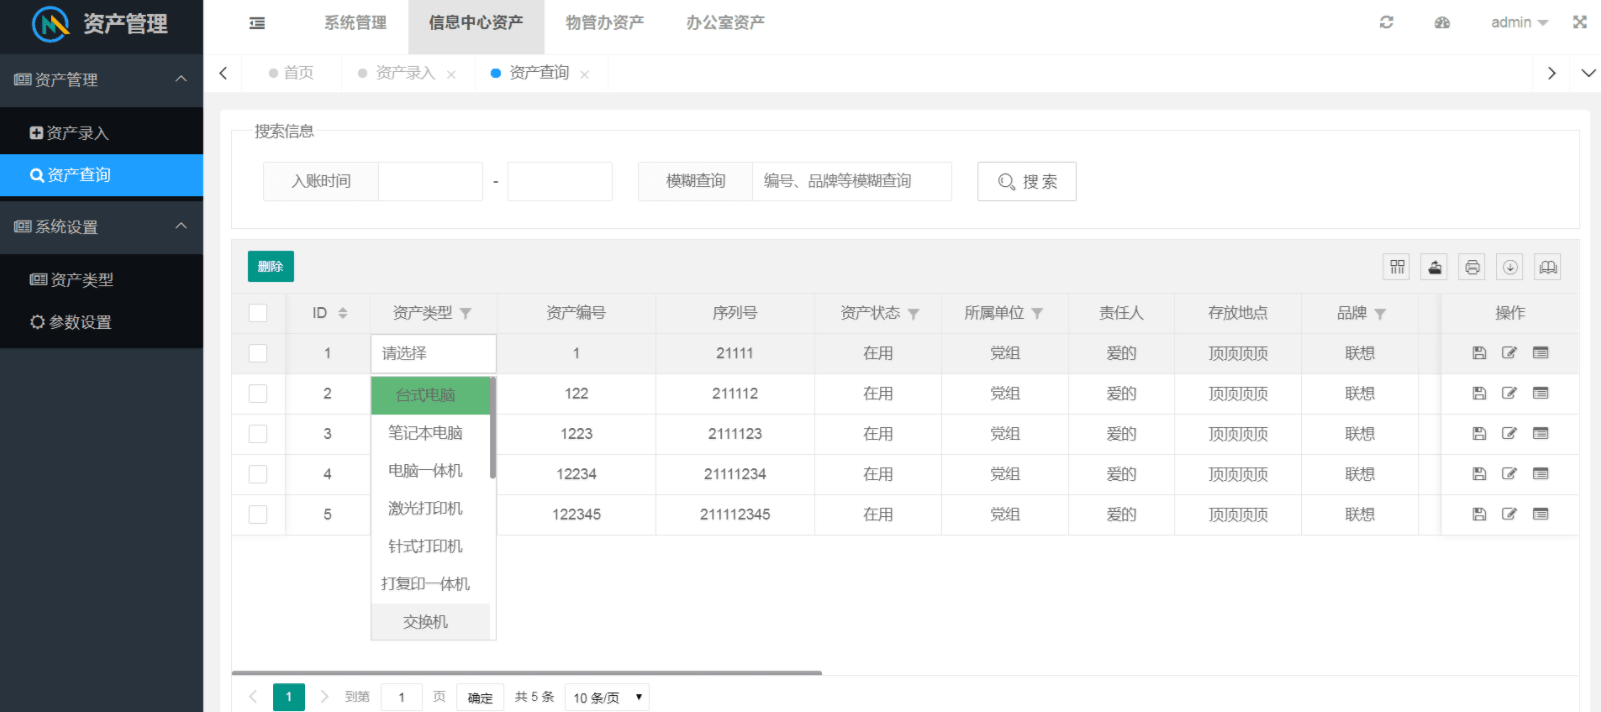 资产管理
系统管理 信息中心资产 物管办资产 办公室资产 admin
资产管理
首页 资产录入 资产查询
资产录入
资产查询
系统设置
资产类型
参数设置
搜索信息
入账时间 - 模糊查询 编号、品牌等模糊查询 搜 索
删除
ID 资产类型 资产编号 序列号 资产状态 所属单位 责任人 存放地点 品牌 操作
1 请选择 1 21111 在用 党组 爱的 顶顶顶顶 联想
2 122 211112 在用 党组 爱的 顶顶顶顶 联想
3 1223 2111123 在用 党组 爱的 顶顶顶顶 联想
4 12234 21111234 在用 党组 爱的 顶顶顶顶 联想
5 122345 211112345 在用 党组 爱的 顶顶顶顶 联想
台式电脑
笔记本电脑
电脑一体机
激光打印机
针式打印机
打复印一体机
交换机
1 到第 1 页 确定 共 5 条 10 条/页